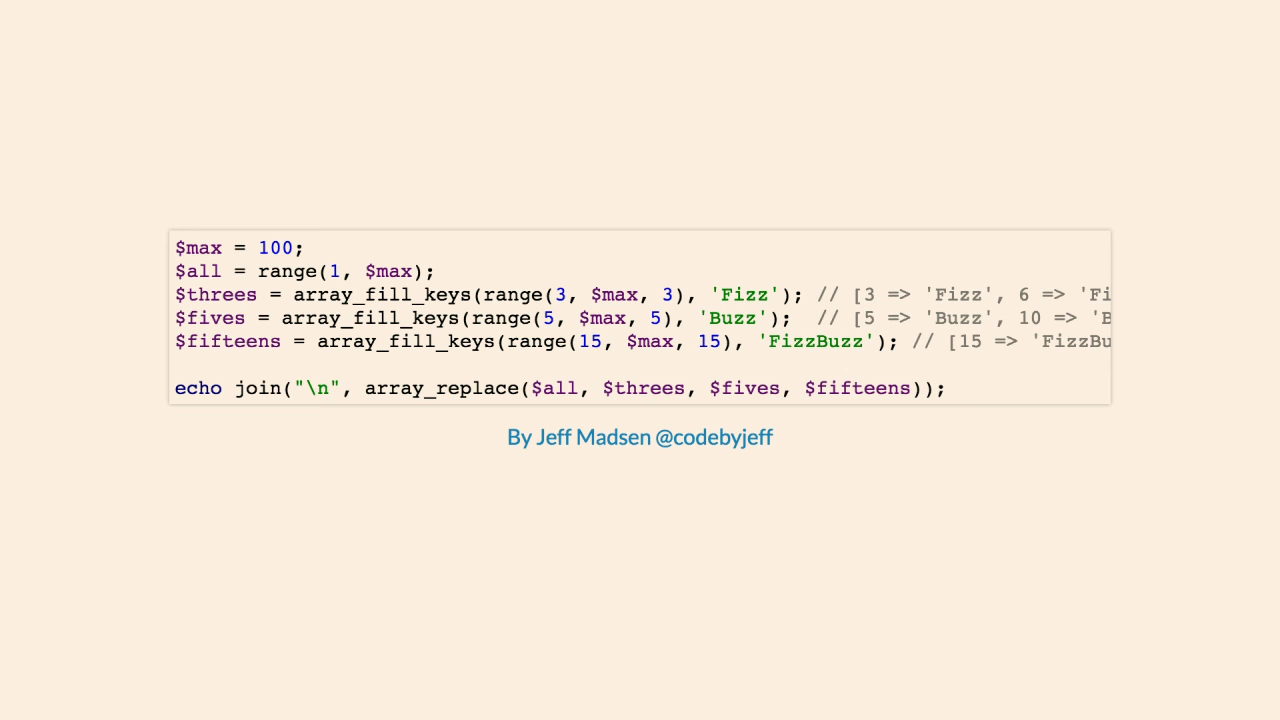 $max = 100;
$all = range(1, $max);
$threes = array_fill_keys(range(3, $max, 3), 'Fizz'); // [3 => 'Fizz', 6 => 'Fi
$fives = array_fill_keys(range(5, $max, 5), 'Buzz');  // [5 => 'Buzz', 10 => 'B
$fifteens = array_fill_keys(range(15, $max, 15), 'FizzBuzz'); // [15 => 'FizzBu
echo join("\n", array_replace($all, $threes, $fives, $fifteens));
By Jeff Madsen @codebyjeff